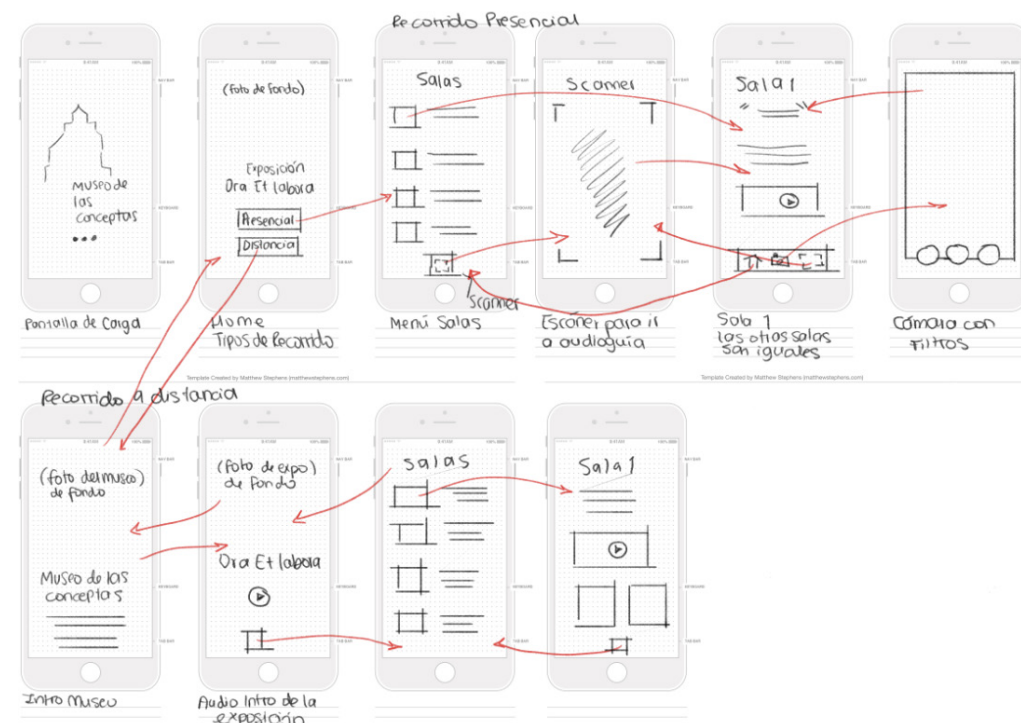 Recorrido Presencial
MUSEO de
las
conceptas
Pantalla de Carga
(foto de fondo)
Exposición
Ora Et labora
Presencial
Distancia
Home
Tipos de Recorrido
Salas
Scanner
Menú Salas
Scanner
Escáner para ir
a audioguía
Sala 1
Sala 1
las otras salas
son iguales
Cámara con
Filtros
Template Created by Matthew Stephens (matthewstephens.com)
Template Created by Matthew Stephens (matthewstephens.com)
Recorrido a distancia
(foto del museo)
de fondo
Museo de las
conceptas
Intro Museo
(foto de expo)
de fondo
Ora Et labora
Audio Intro de la
exposición
Salas
Sala 1